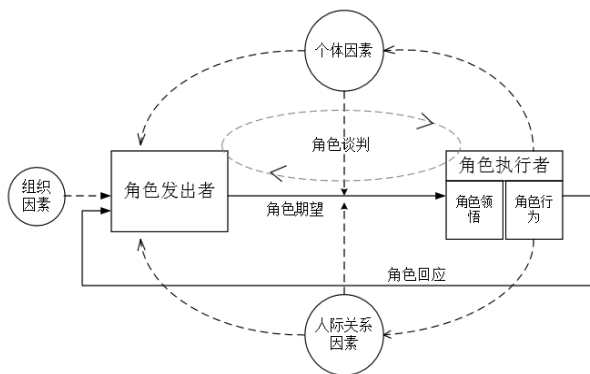 个体因素
角色谈判
组织
因素
角色发出者
角色期望
角色执行者
角色领
悟
角色行
为
角色回应
人际关系
因素